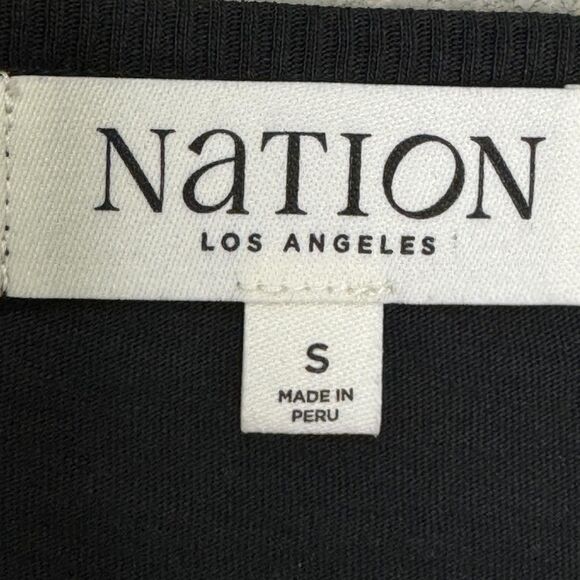 NaTION
LOS ANGELES
S
MADE IN
PERU